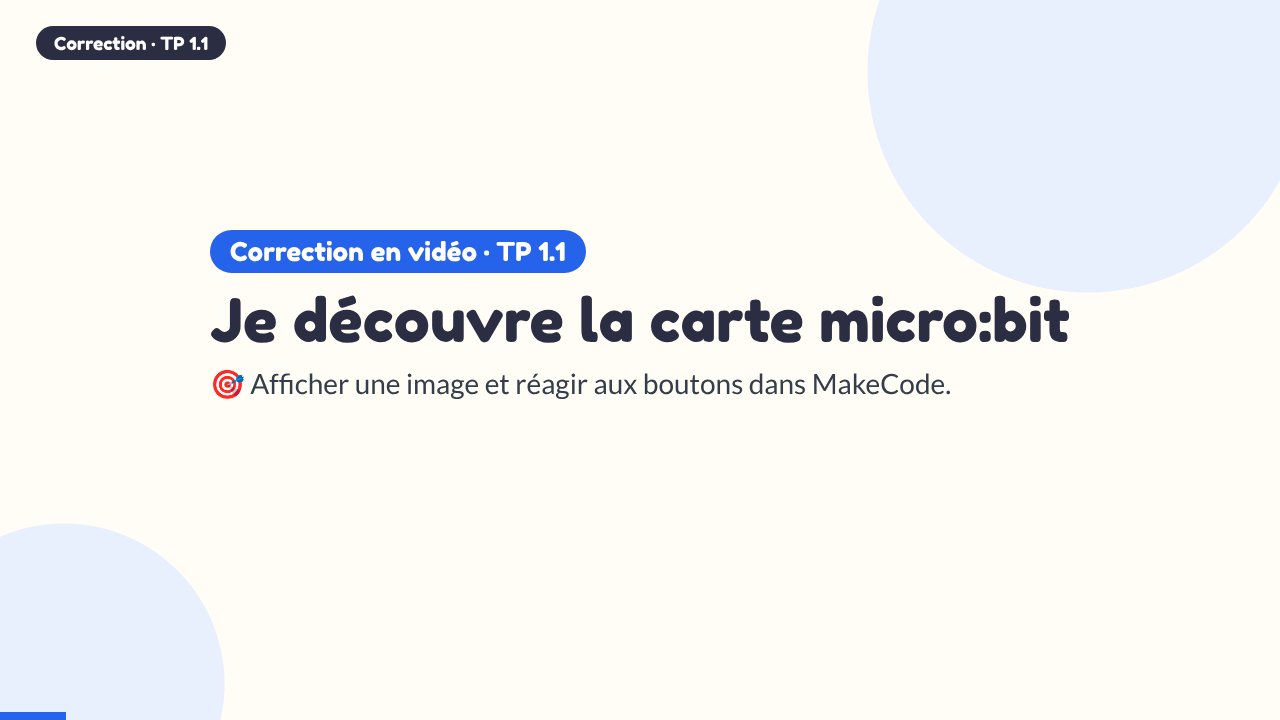 Correction · TP 1.1
Correction en vidéo · TP 1.1
Je découvre la carte micro:bit
🎯 Afficher une image et réagir aux boutons dans MakeCode.